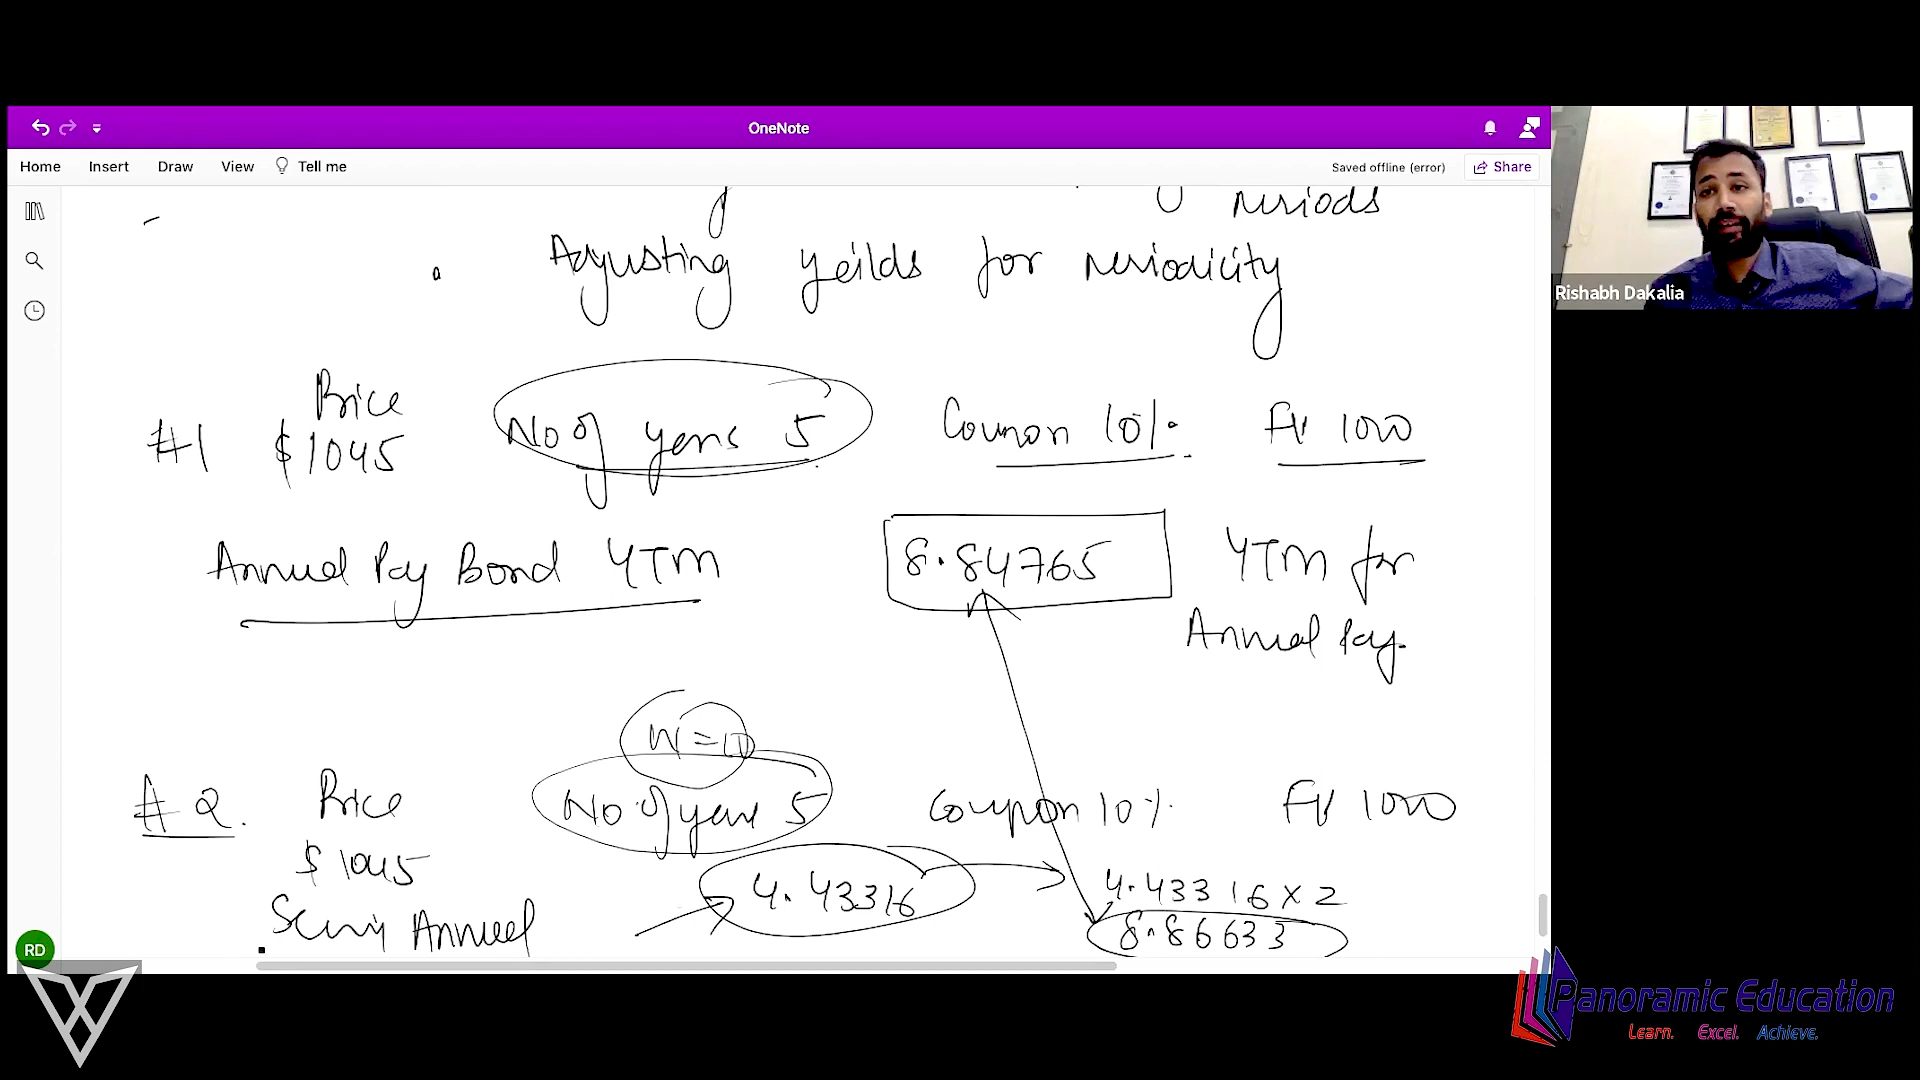 OneNote
Home Insert Draw View Tell me Saved offline (error) Share
periods
Adjusting yeilds for periodicity
#1 Price $1045 No of years 5 Coupon 10% FV 1000
Annual Pay Bond YTM 8.84765 YTM for Annual Pay.
N=10
#2. Price $1045 No of years 5 Coupon 10% FV 1000
Semi Annual 4.43316 4.43316 x 2
8.86633
RD
Rishabh Dakalia
Panoramic Education
Learn. Excel. Achieve.